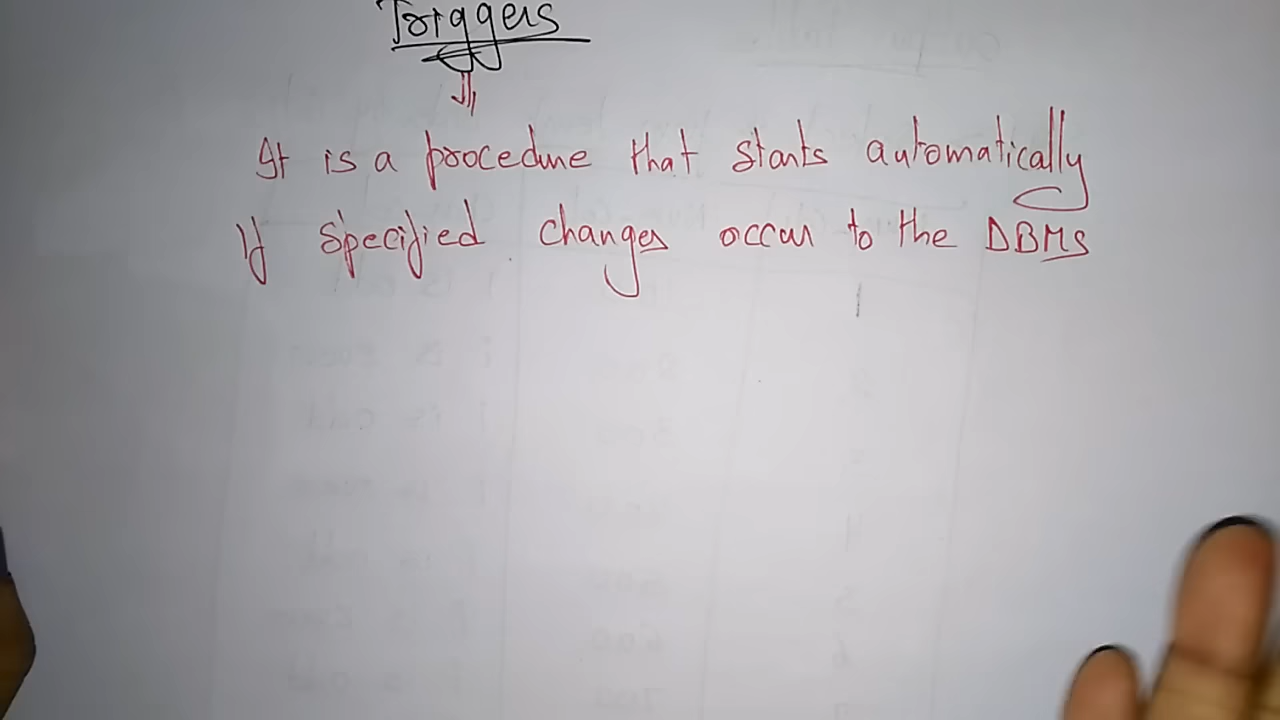 Triggers
It is a procedure that starts automatically
If specified changes occur to the DBMS